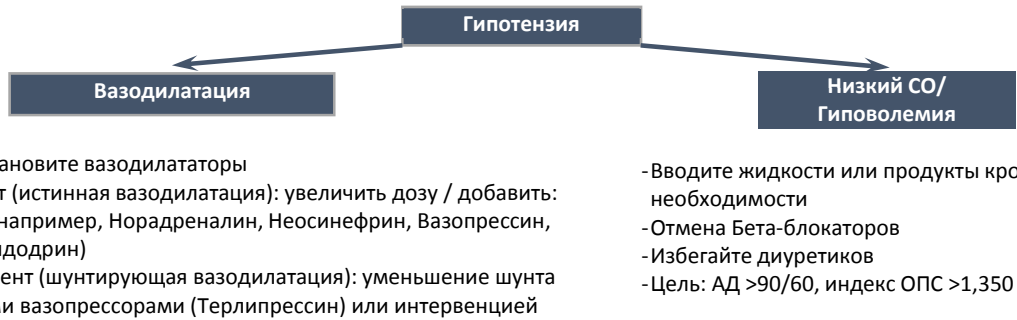 Гипотензия
Вазодилатация
ановите вазодилататоры
т (истинная вазодилатация): увеличить дозу / добавить:
например, Норадреналин, Неосинефрин, Вазопрессин,
додрин)
ент (шунтирующая вазодилатация): уменьшение шунта
ми вазопрессорами (Терлипрессин) или интервенцией
Низкий СО/
Гиповолемия
-Вводите жидкости или продукты кро
необходимости
-Отмена Бета-блокаторов
-Избегайте диуретиков
-Цель: АД >90/60, индекс ОПС >1,350